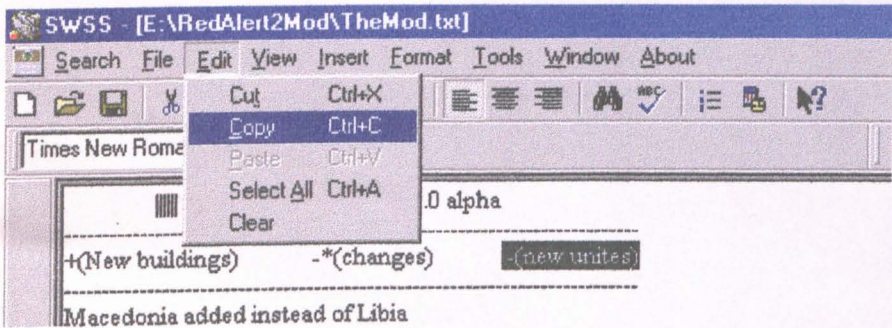 SWSS - [E:\RedAlert2Mod\TheMod.txt]
Search File Edit View Insert Format Tools Window About
Cut Ctrl+X
Copy Ctrl+C
Paste Ctrl+V
Select All Ctrl+A
Clear
ABC
Times New Roma
.0 alpha
+(New buildings) -*(changes) -(new unites)
Macedonia added instead of Libia